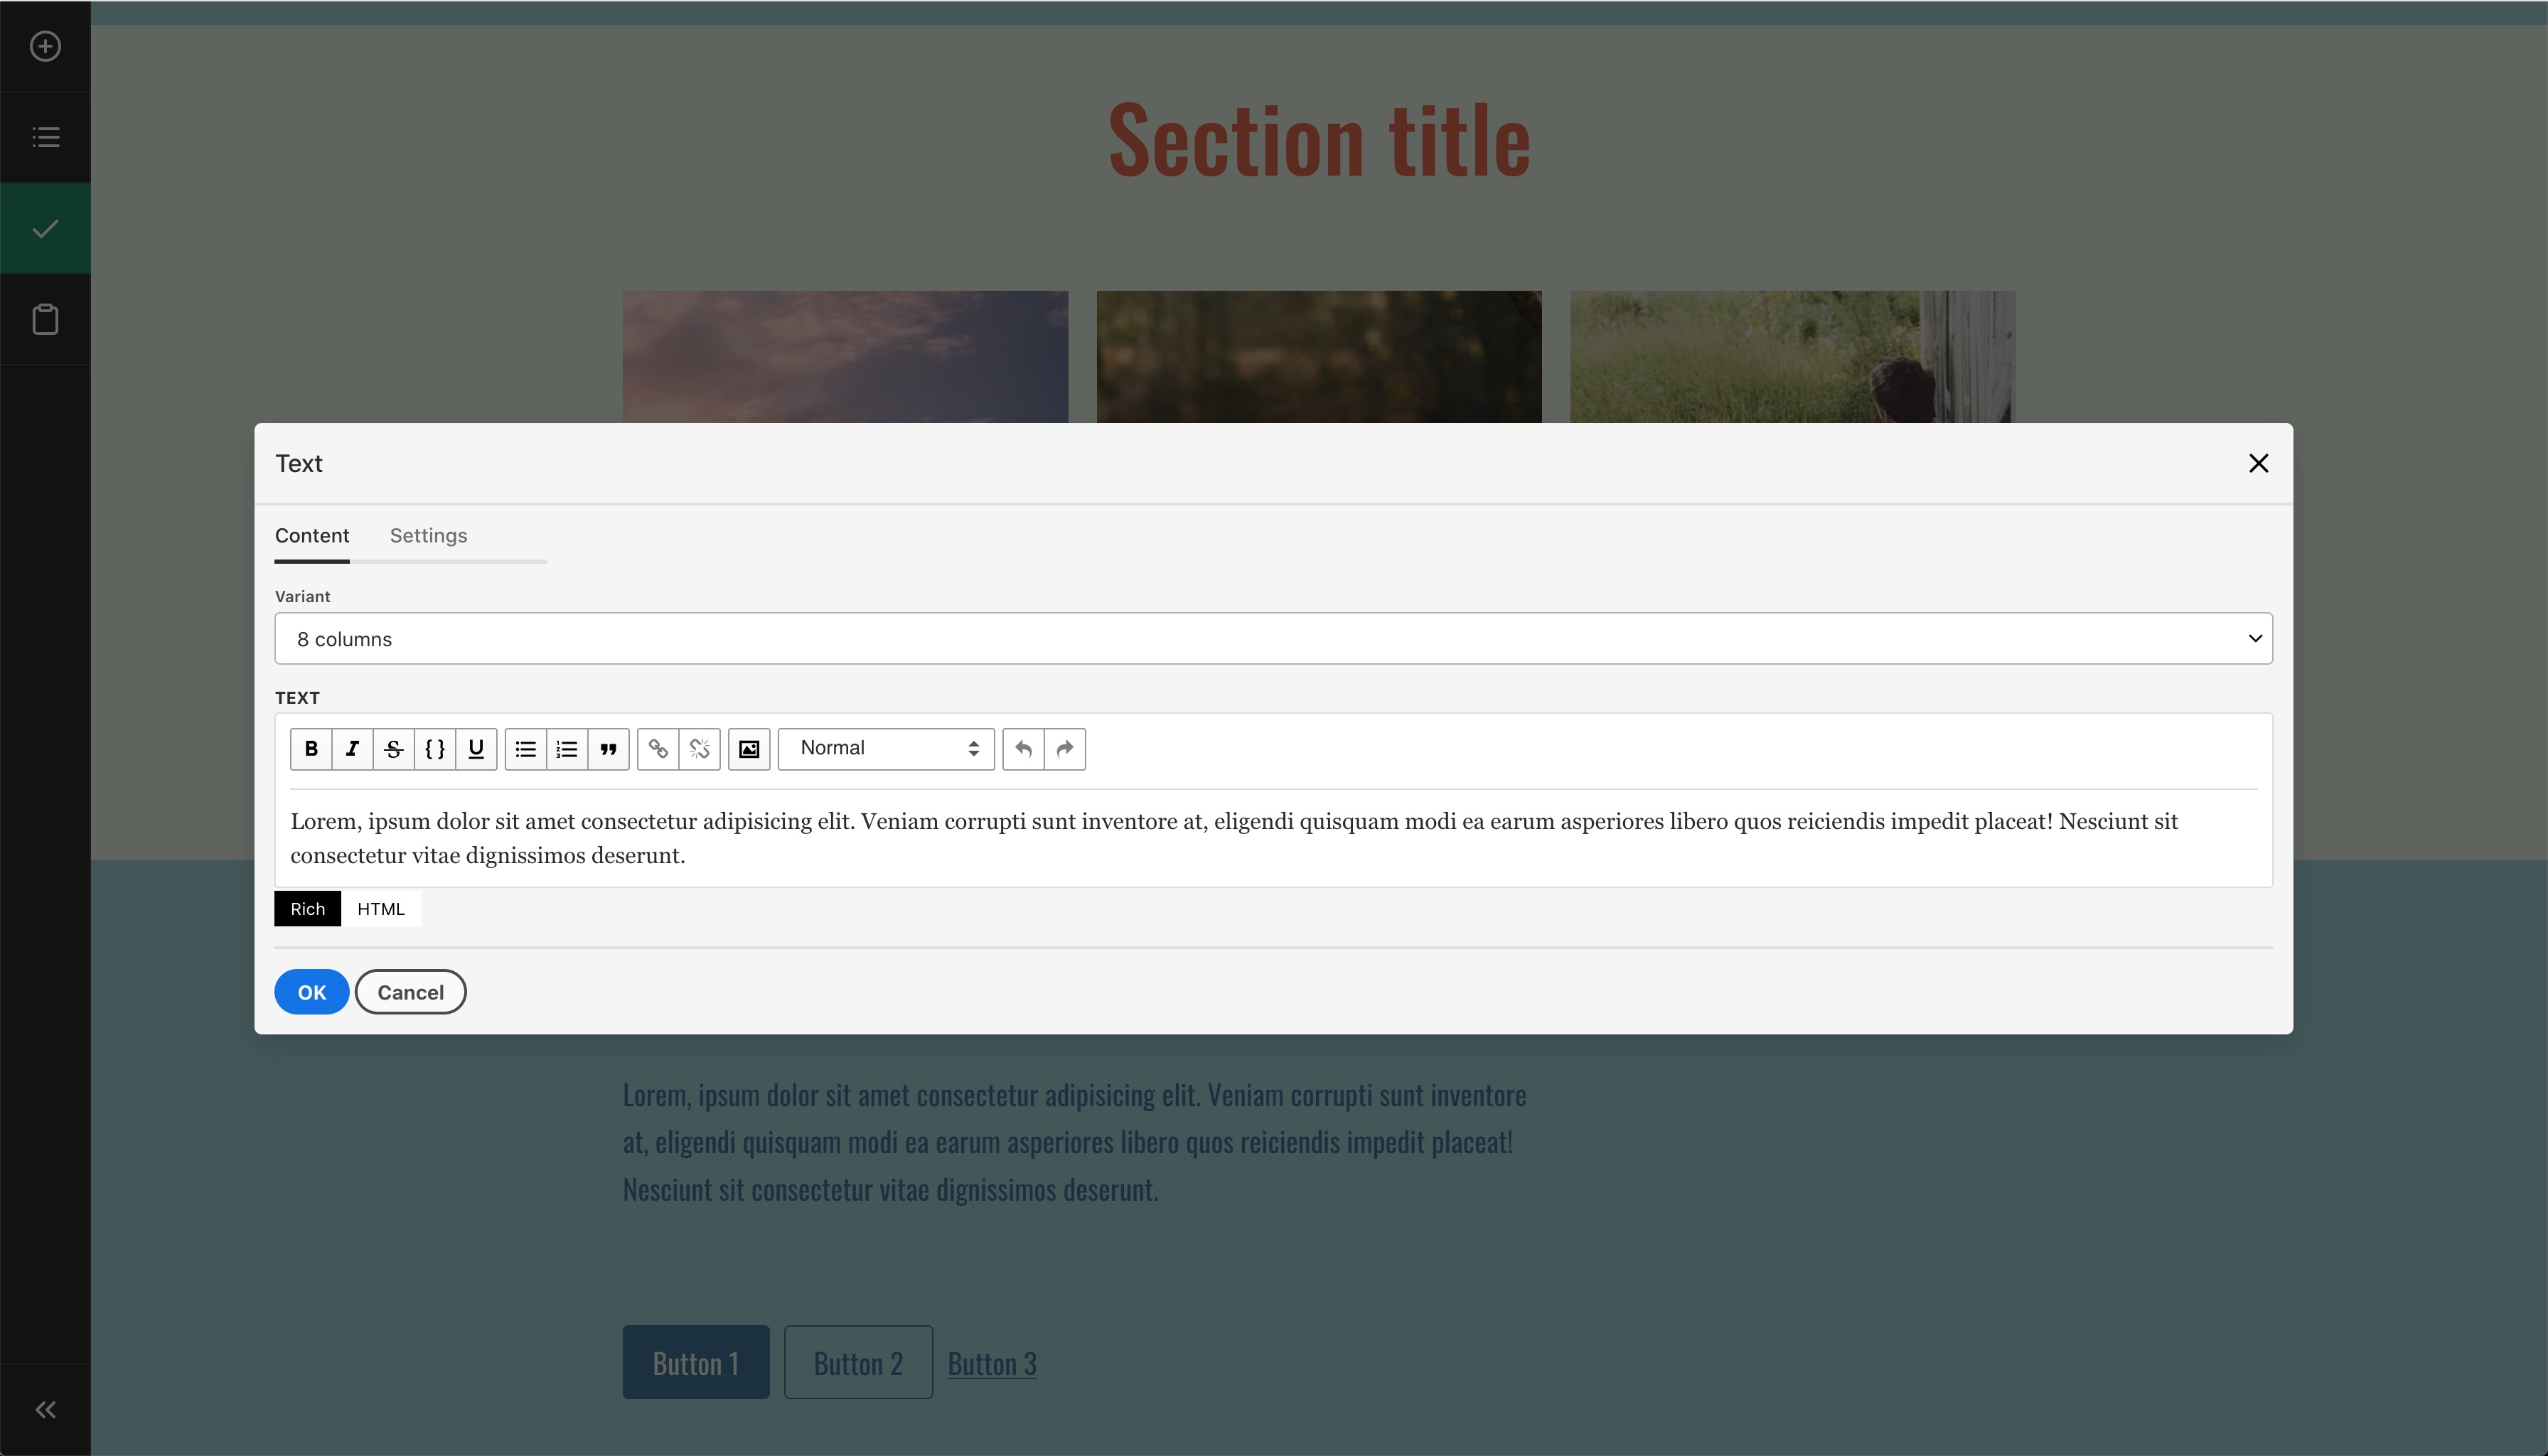 Section title
Text
Content Settings
Variant
8 columns
TEXT
B I S { } U Normal
Lorem, ipsum dolor sit amet consectetur adipisicing elit. Veniam corrupti sunt inventore at, eligendi quisquam modi ea earum asperiores libero quos reiciendis impedit placeat! Nesciunt sit
consectetur vitae dignissimos deserunt.
Rich HTML
OK Cancel
Lorem, ipsum dolor sit amet consectetur adipisicing elit. Veniam corrupti sunt inventore
at, eligendi quisquam modi ea earum asperiores libero quos reiciendis impedit placeat!
Nesciunt sit consectetur vitae dignissimos deserunt.
Button 1 Button 2 Button 3